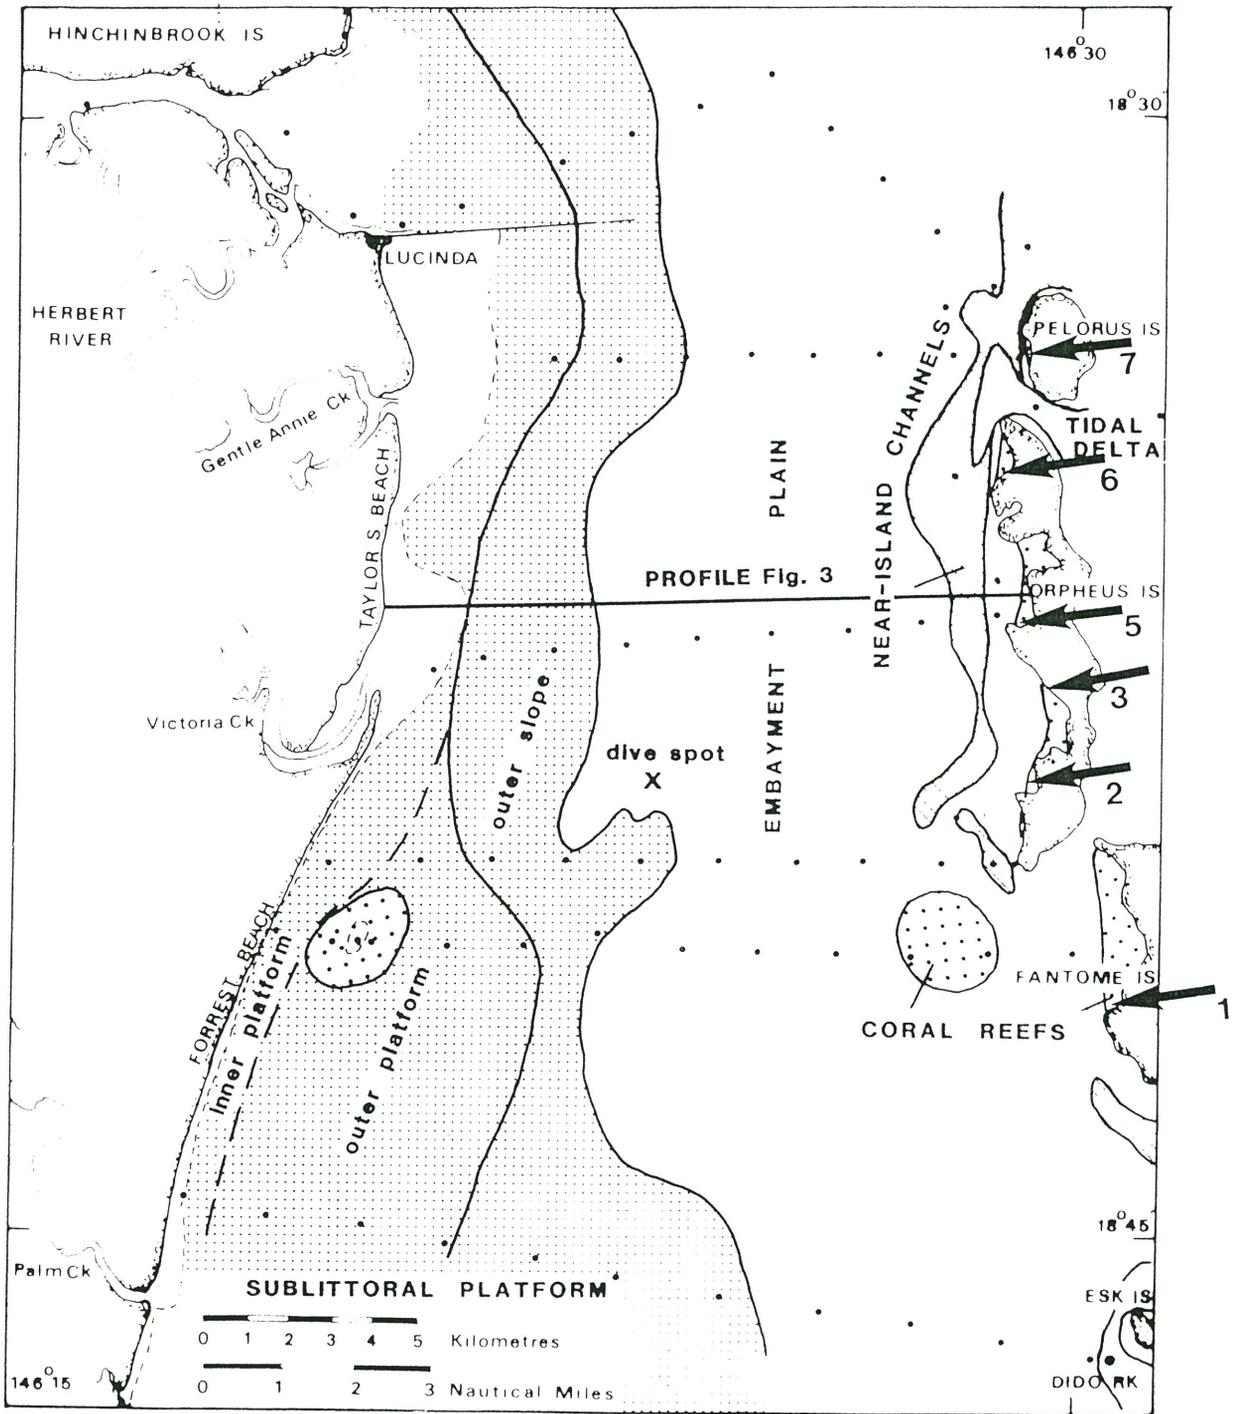 HINCHINBROOK IS
146°30
18°30
LUCINDA
HERBERT
RIVER
PELORUS IS
7
NEAR-ISLAND CHANNELS
Gentle Annie Ck
TIDAL
DELTA
6
TAYLOR S BEACH
PLAIN
PROFILE Fig. 3
ORPHEUS IS
5
3
Victoria Ck
outer slope
dive spot
X
EMBAYMENT
2
FORREST BEACH
inner platform
outer platform
FANTOME IS
1
CORAL REEFS
18°45
Palm Ck
SUBLITTORAL PLATFORM
ESK IS
0 1 2 3 4 5 Kilometres
0 1 2 3 Nautical Miles
146°15
DIDO RK